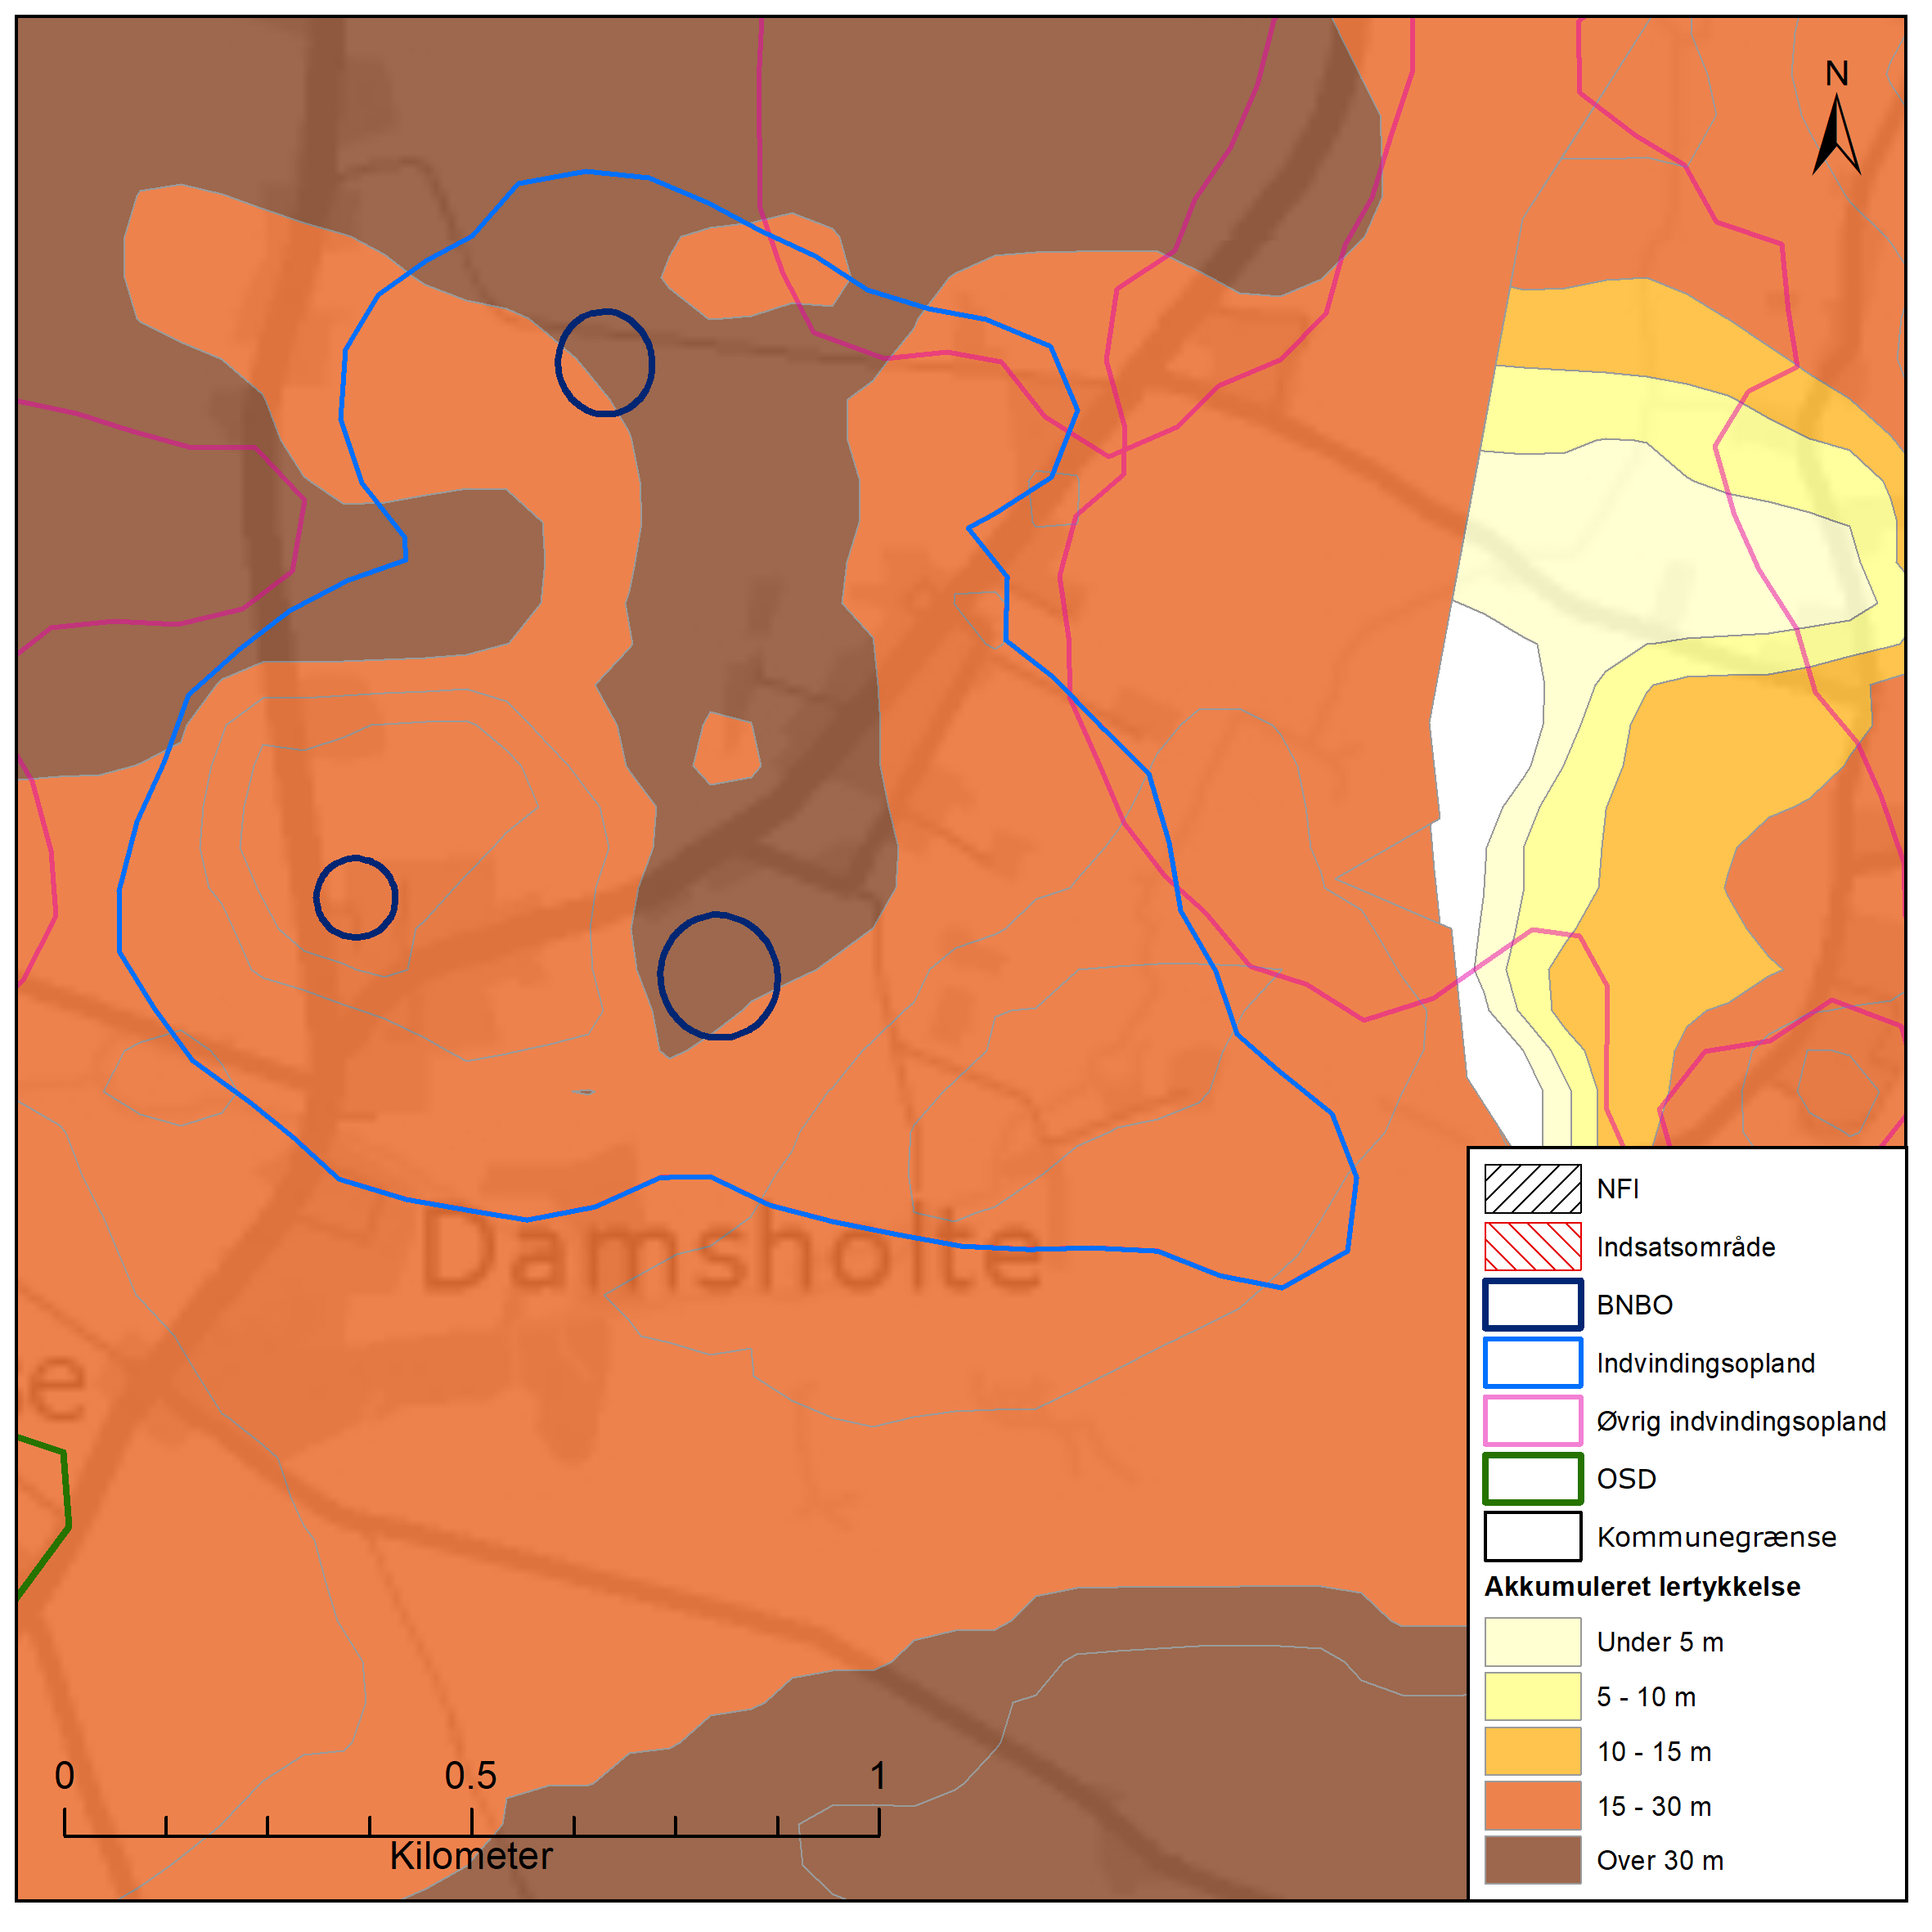 N
Damsholte
se
NFI
Indsatsområde
BNBO
Indvindingsopland
Øvrig indvindingsopland
OSD
Kommunegrænse
Akkumuleret lertykkelse
Under 5 m
5 - 10 m
10 - 15 m
15 - 30 m
Over 30 m
0 0.5 1
Kilometer